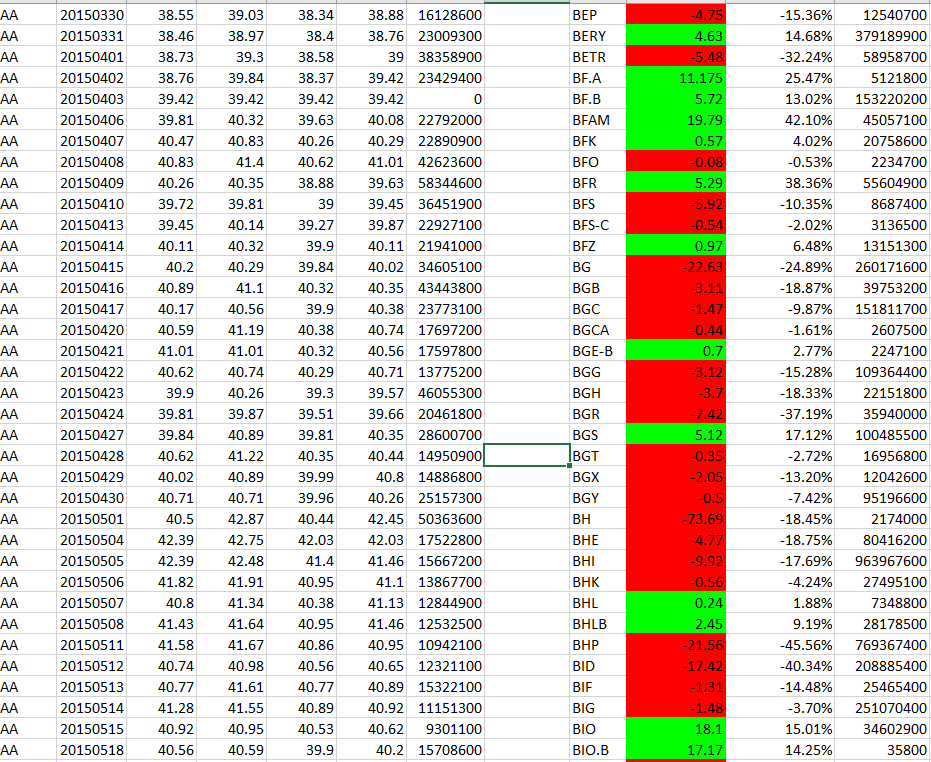 AA 20150330 38.55 39.03 38.34 38.88 16128600 BEP -4.75 -15.36% 12540700
AA 20150331 38.46 38.97 38.4 38.76 23009300 BERY 4.63 14.68% 379189900
AA 20150401 38.73 39.3 38.58 39 38358900 BETR -5.48 -32.24% 58958700
AA 20150402 38.76 39.84 38.37 39.42 23429400 BF.A 11.175 25.47% 5121800
AA 20150403 39.42 39.42 39.42 39.42 0 BF.B 5.72 13.02% 153220200
AA 20150406 39.81 40.32 39.63 40.08 22792000 BFAM 19.79 42.10% 45057100
AA 20150407 40.47 40.83 40.26 40.29 22890900 BFK 0.57 4.02% 20758600
AA 20150408 40.83 41.4 40.62 41.01 42623600 BFO -0.08 -0.53% 2234700
AA 20150409 40.26 40.35 38.88 39.63 58344600 BFR 5.29 38.36% 55604900
AA 20150410 39.72 39.81 39 39.45 36451900 BFS -5.92 -10.35% 8687400
AA 20150413 39.45 40.14 39.27 39.87 22927100 BFS-C -0.54 -2.02% 3136500
AA 20150414 40.11 40.32 39.9 40.11 21941000 BFZ 0.97 6.48% 13151300
AA 20150415 40.2 40.29 39.84 40.02 34605100 BG -22.63 -24.89% 260171600
AA 20150416 40.89 41.1 40.32 40.35 43443800 BGB -3.11 -18.87% 39753200
AA 20150417 40.17 40.56 39.9 40.38 23773100 BGC -1.47 -9.87% 151811700
AA 20150420 40.59 41.19 40.38 40.74 17697200 BGCA -0.44 -1.61% 2607500
AA 20150421 41.01 41.01 40.32 40.56 17597800 BGE-B 0.7 2.77% 2247100
AA 20150422 40.62 40.74 40.29 40.71 13775200 BGG -3.12 -15.28% 109364400
AA 20150423 39.9 40.26 39.3 39.57 46055300 BGH -3.7 -18.33% 22151800
AA 20150424 39.81 39.87 39.51 39.66 20461800 BGR -7.42 -37.19% 35940000
AA 20150427 39.84 40.89 39.81 40.35 28600700 BGS 5.12 17.12% 100485500
AA 20150428 40.62 41.22 40.35 40.44 14950900 BGT -0.35 -2.72% 16956800
AA 20150429 40.02 40.89 39.99 40.8 14886800 BGX -2.05 -13.20% 12042600
AA 20150430 40.71 40.71 39.96 40.26 25157300 BGY -0.5 -7.42% 95196600
AA 20150501 40.5 42.87 40.44 42.45 50363600 BH -73.69 -18.45% 2174000
AA 20150504 42.39 42.75 42.03 42.03 17522800 BHE -4.77 -18.75% 80416200
AA 20150505 42.39 42.48 41.4 41.46 15667200 BHI -9.92 -17.69% 963967600
AA 20150506 41.82 41.91 40.95 41.1 13867700 BHK -0.56 -4.24% 27495100
AA 20150507 40.8 41.34 40.38 41.13 12844900 BHL 0.24 1.88% 7348800
AA 20150508 41.43 41.64 40.95 41.46 12532500 BHLB 2.45 9.19% 28178500
AA 20150511 41.58 41.67 40.86 40.95 10942100 BHP -21.56 -45.56% 769367400
AA 20150512 40.74 40.98 40.56 40.65 12321100 BID -17.42 -40.34% 208885400
AA 20150513 40.77 41.61 40.77 40.89 15322100 BIF -1.31 -14.48% 25465400
AA 20150514 41.28 41.55 40.89 40.92 11151300 BIG -1.48 -3.70% 251070400
AA 20150515 40.92 40.95 40.53 40.62 9301100 BIO 18.1 15.01% 34602900
AA 20150518 40.56 40.59 39.9 40.2 15708600 BIO.B 17.17 14.25% 35800